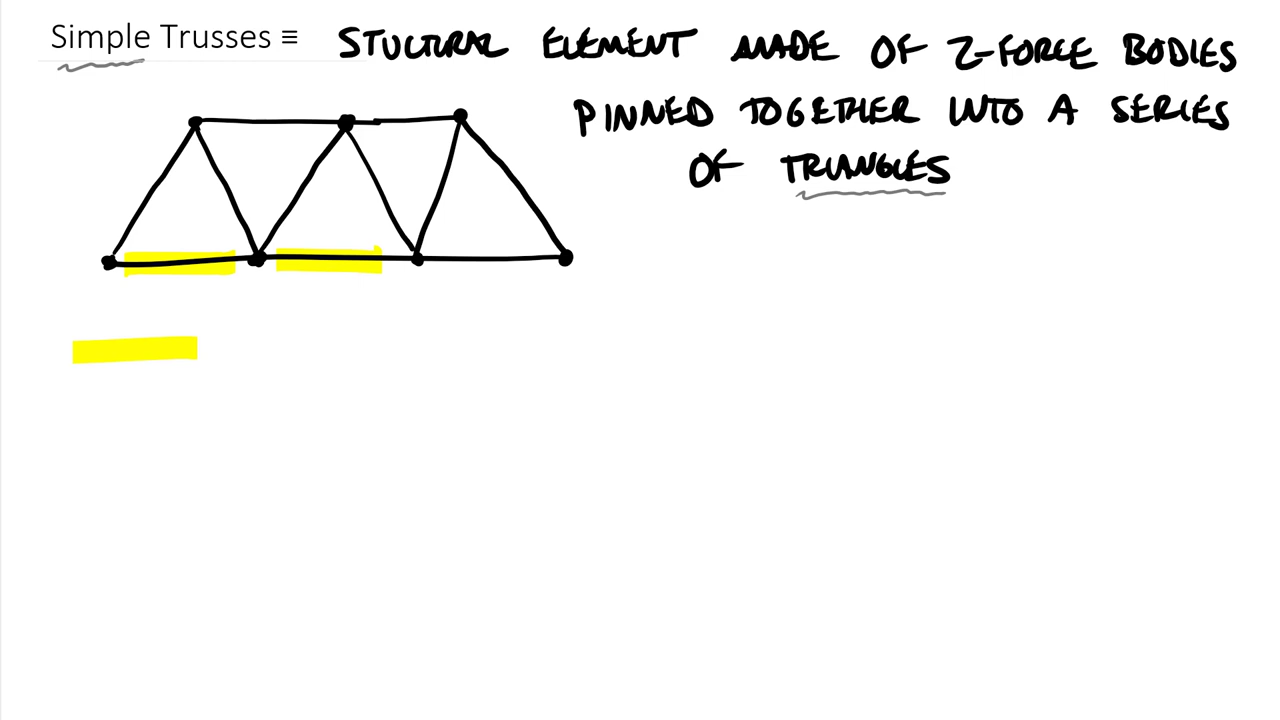 Simple Trusses ≡ STUCTURAL ELEMENT MADE OF 2-FORCE BODIES
PINNED TOGETHER INTO A SERIES
OF TRIANGLES